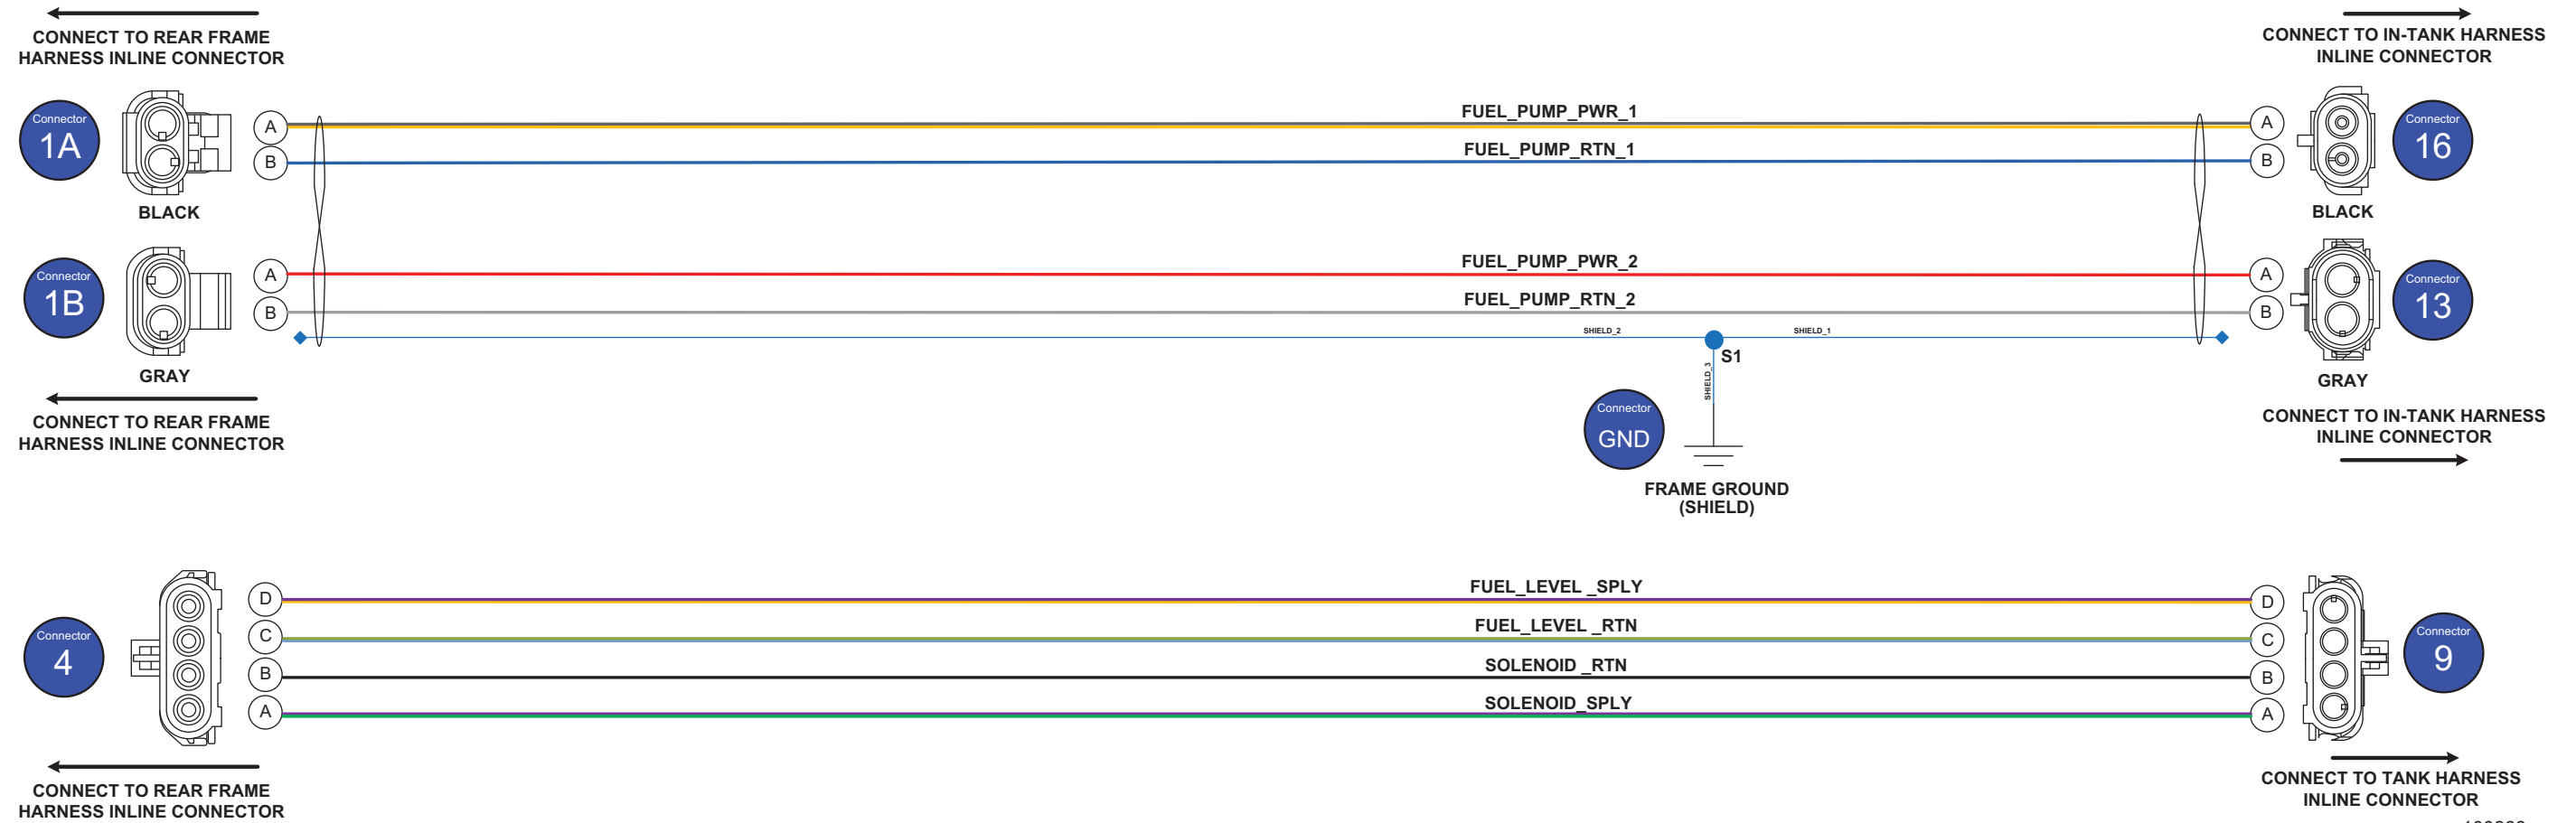 CONNECT TO REAR FRAME
HARNESS INLINE CONNECTOR
CONNECT TO IN-TANK HARNESS
INLINE CONNECTOR
Connector
1A
BLACK
A
B
FUEL_PUMP_PWR_1
FUEL_PUMP_RTN_1
A
B
Connector
16
BLACK
Connector
1B
GRAY
A
B
FUEL_PUMP_PWR_2
FUEL_PUMP_RTN_2
SHIELD_2
SHIELD_1
S1
SHIELD_3
A
B
Connector
13
GRAY
CONNECT TO REAR FRAME
HARNESS INLINE CONNECTOR
Connector
GND
FRAME GROUND
(SHIELD)
CONNECT TO IN-TANK HARNESS
INLINE CONNECTOR
Connector
4
D
C
B
A
FUEL_LEVEL _SPLY
FUEL_LEVEL _RTN
SOLENOID _RTN
SOLENOID_SPLY
D
C
B
A
Connector
9
CONNECT TO REAR FRAME
HARNESS INLINE CONNECTOR
CONNECT TO TANK HARNESS
INLINE CONNECTOR